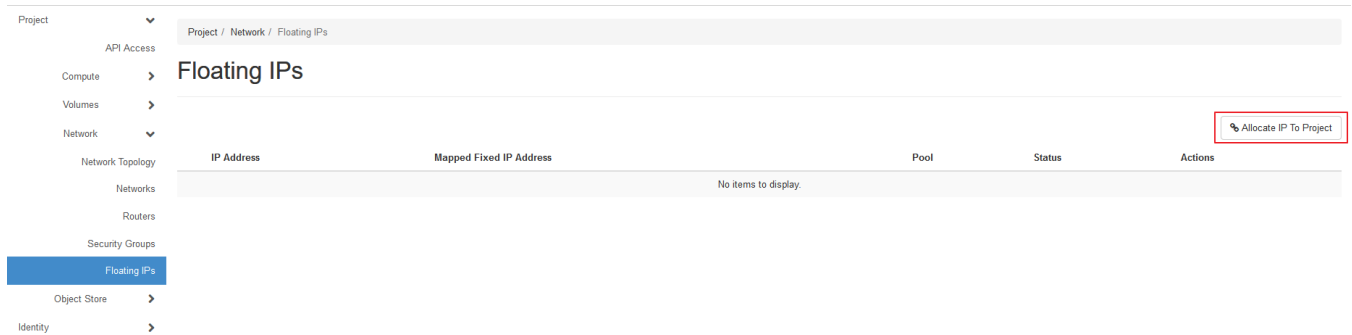 Project
API Access
Compute
Volumes
Network
Network Topology
Networks
Routers
Security Groups
Floating IPs
Object Store
Identity
Project / Network / Floating IPs
Floating IPs
Allocate IP To Project
IP Address Mapped Fixed IP Address Pool Status Actions
No items to display.